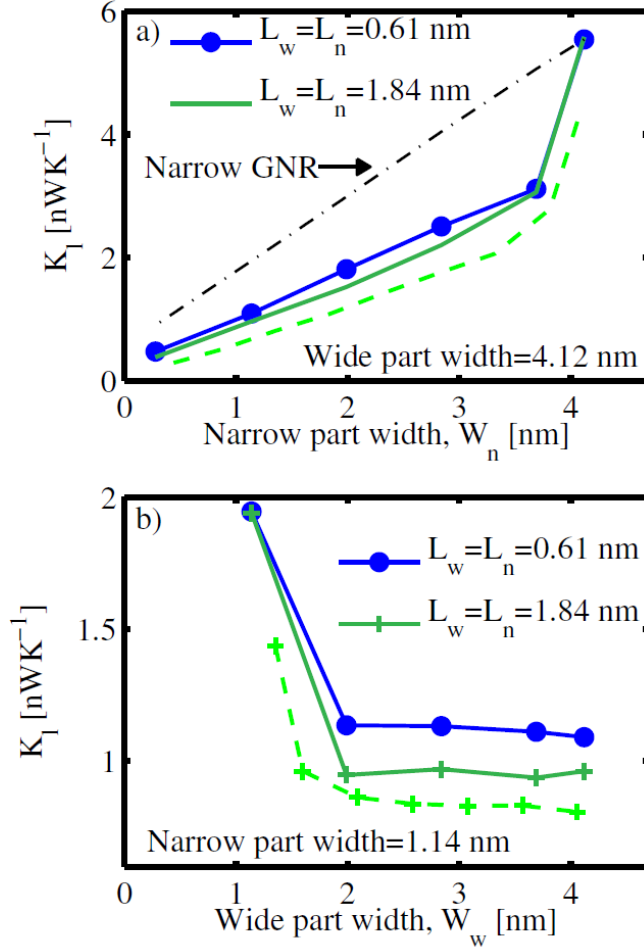 a)
L_w=L_n=0.61 nm
L_w=L_n=1.84 nm
Narrow GNR
Wide part width=4.12 nm
K_l [nWK^{-1}]
6
4
2
0
0 1 2 3 4
Narrow part width, W_n [nm]
b)
L_w=L_n=0.61 nm
L_w=L_n=1.84 nm
Narrow part width=1.14 nm
K_l [nWK^{-1}]
2
1.5
1
0 1 2 3 4
Wide part width, W_w [nm]